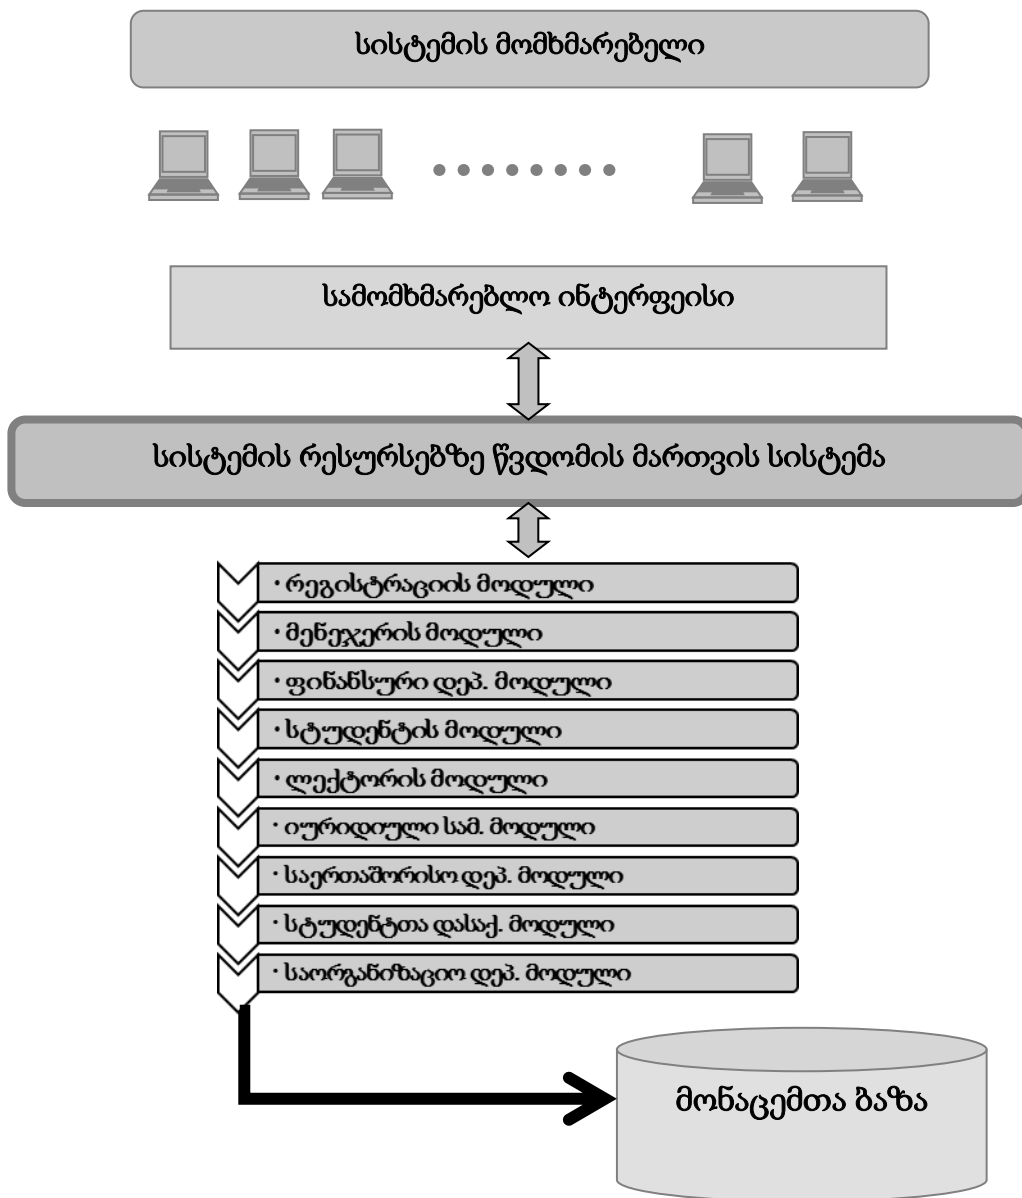 სისტემის მომხმარებელი
სამომხმარებლო ინტერფეისი
სისტემის რესურსებზე წვდომის მართვის სისტემა
• რეგისტრაციის მოდული
• მენეჯერის მოდული
• ფინანსური დეპ. მოდული
• სტუდენტის მოდული
• ლექტორის მოდული
• იურიდიული სამ. მოდული
• საერთაშორისო დეპ. მოდული
• სტუდენტთა დასაქ. მოდული
• საორგანიზაციო დეპ. მოდული
მონაცემთა ბაზა